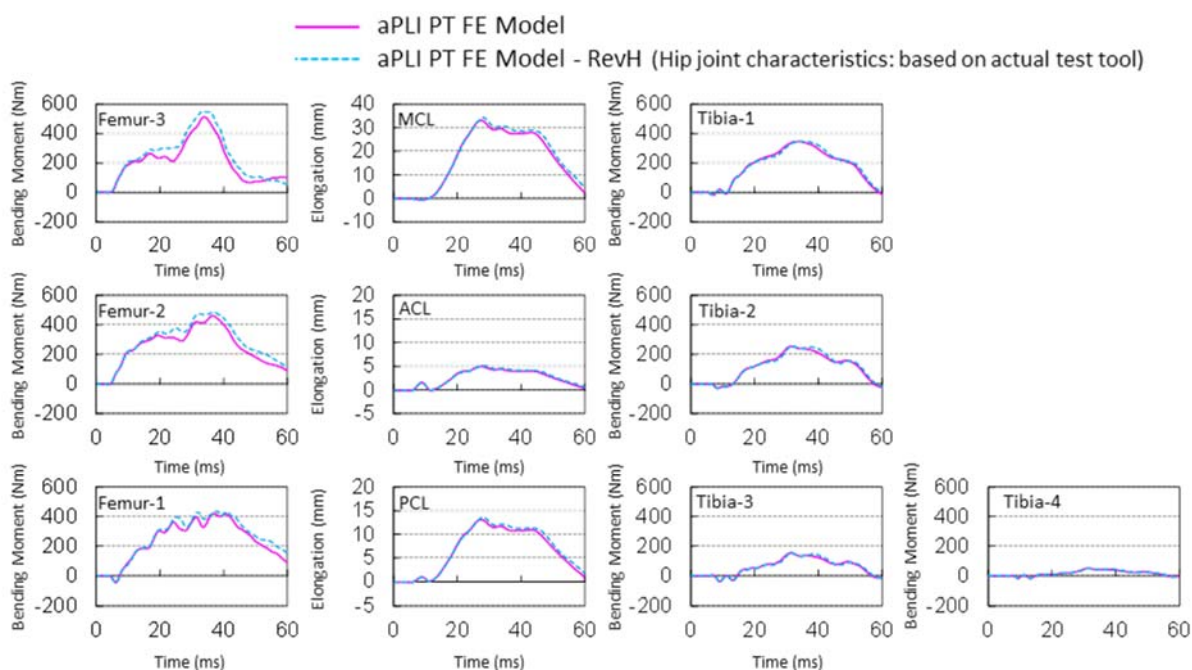 aPLI PT FE Model
aPLI PT FE Model - RevH (Hip joint characteristics: based on actual test tool)
Femur-3
Bending Moment (Nm)
600
400
200
0
-200
0 20 40 60
Time (ms)
MCL
Elongation (mm)
40
30
20
10
0
-10
0 20 40 60
Time (ms)
Tibia-1
Bending Moment (Nm)
600
400
200
0
-200
0 20 40 60
Time (ms)
Femur-2
Bending Moment (Nm)
600
400
200
0
-200
0 20 40 60
Time (ms)
ACL
Elongation (mm)
20
15
10
5
0
-5
0 20 40 60
Time (ms)
Tibia-2
Bending Moment (Nm)
600
400
200
0
-200
0 20 40 60
Time (ms)
Femur-1
Bending Moment (Nm)
600
400
200
0
-200
0 20 40 60
Time (ms)
PCL
Elongation (mm)
20
15
10
5
0
-5
0 20 40 60
Time (ms)
Tibia-3
Bending Moment (Nm)
600
400
200
0
-200
0 20 40 60
Time (ms)
Tibia-4
Bending Moment (Nm)
600
400
200
0
-200
0 20 40 60
Time (ms)